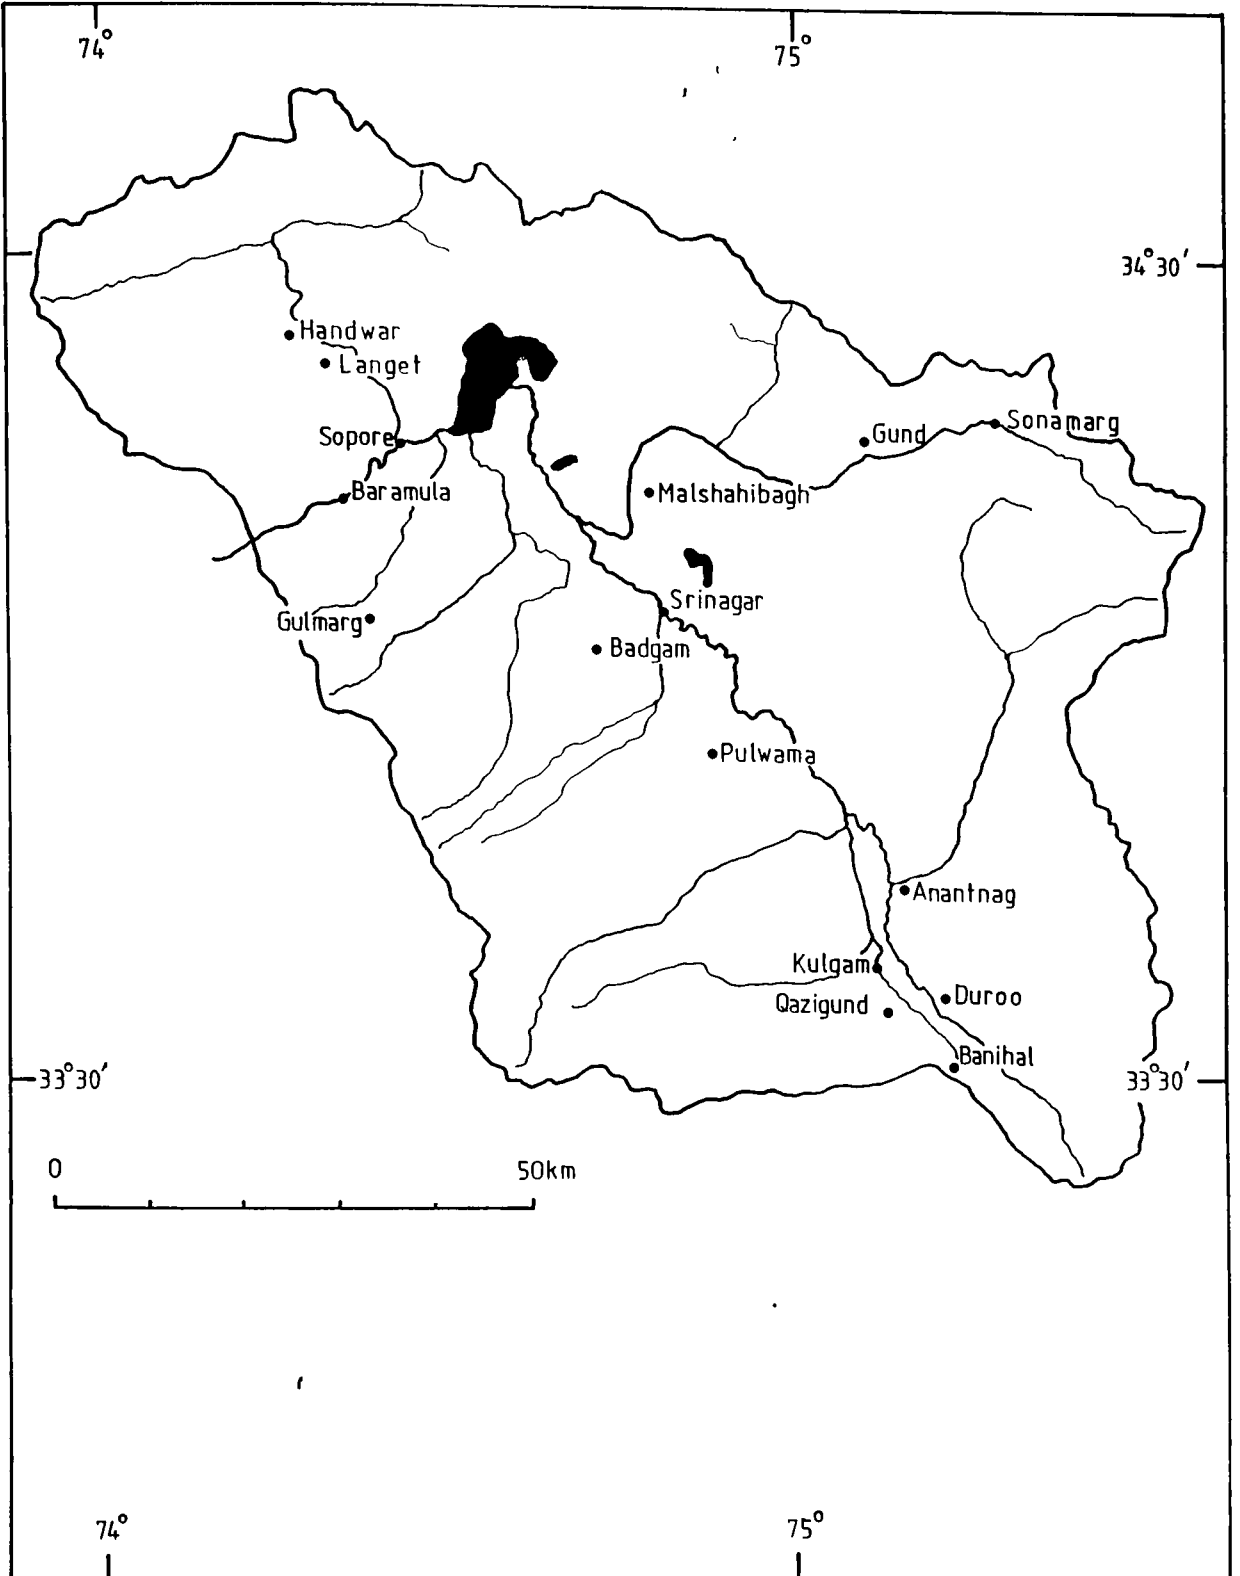 74°
75°
34°30'
Handwar
Langet
Sopore
Gund
Sonamarg
Baramula
Malshahibagh
Srinagar
Gulmarg
Badgam
Pulwama
Anantnag
Kulgam
Qazigund
Duroo
Banihal
33°30'
33°30'
0
50km
74°
75°